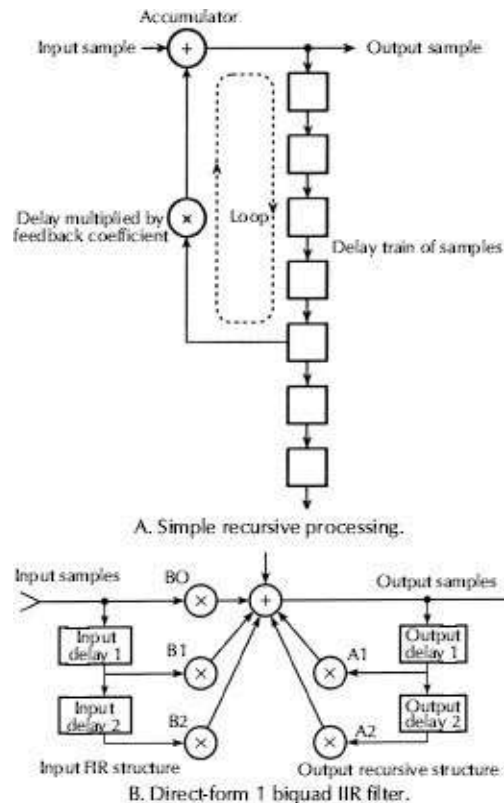 Accumulator
Input sample
+
Output sample
Delay multiplied by
feedback coefficient
×
Loop
Delay train of samples
A. Simple recursive processing.
Input samples
BO
×
+
Output samples
Input
delay 1
B1
×
×
A1
Output
delay 1
Input
delay 2
B2
×
×
A2
Output
delay 2
Input FIR structure
Output recursive structure
B. Direct-form 1 biquad IIR filter.